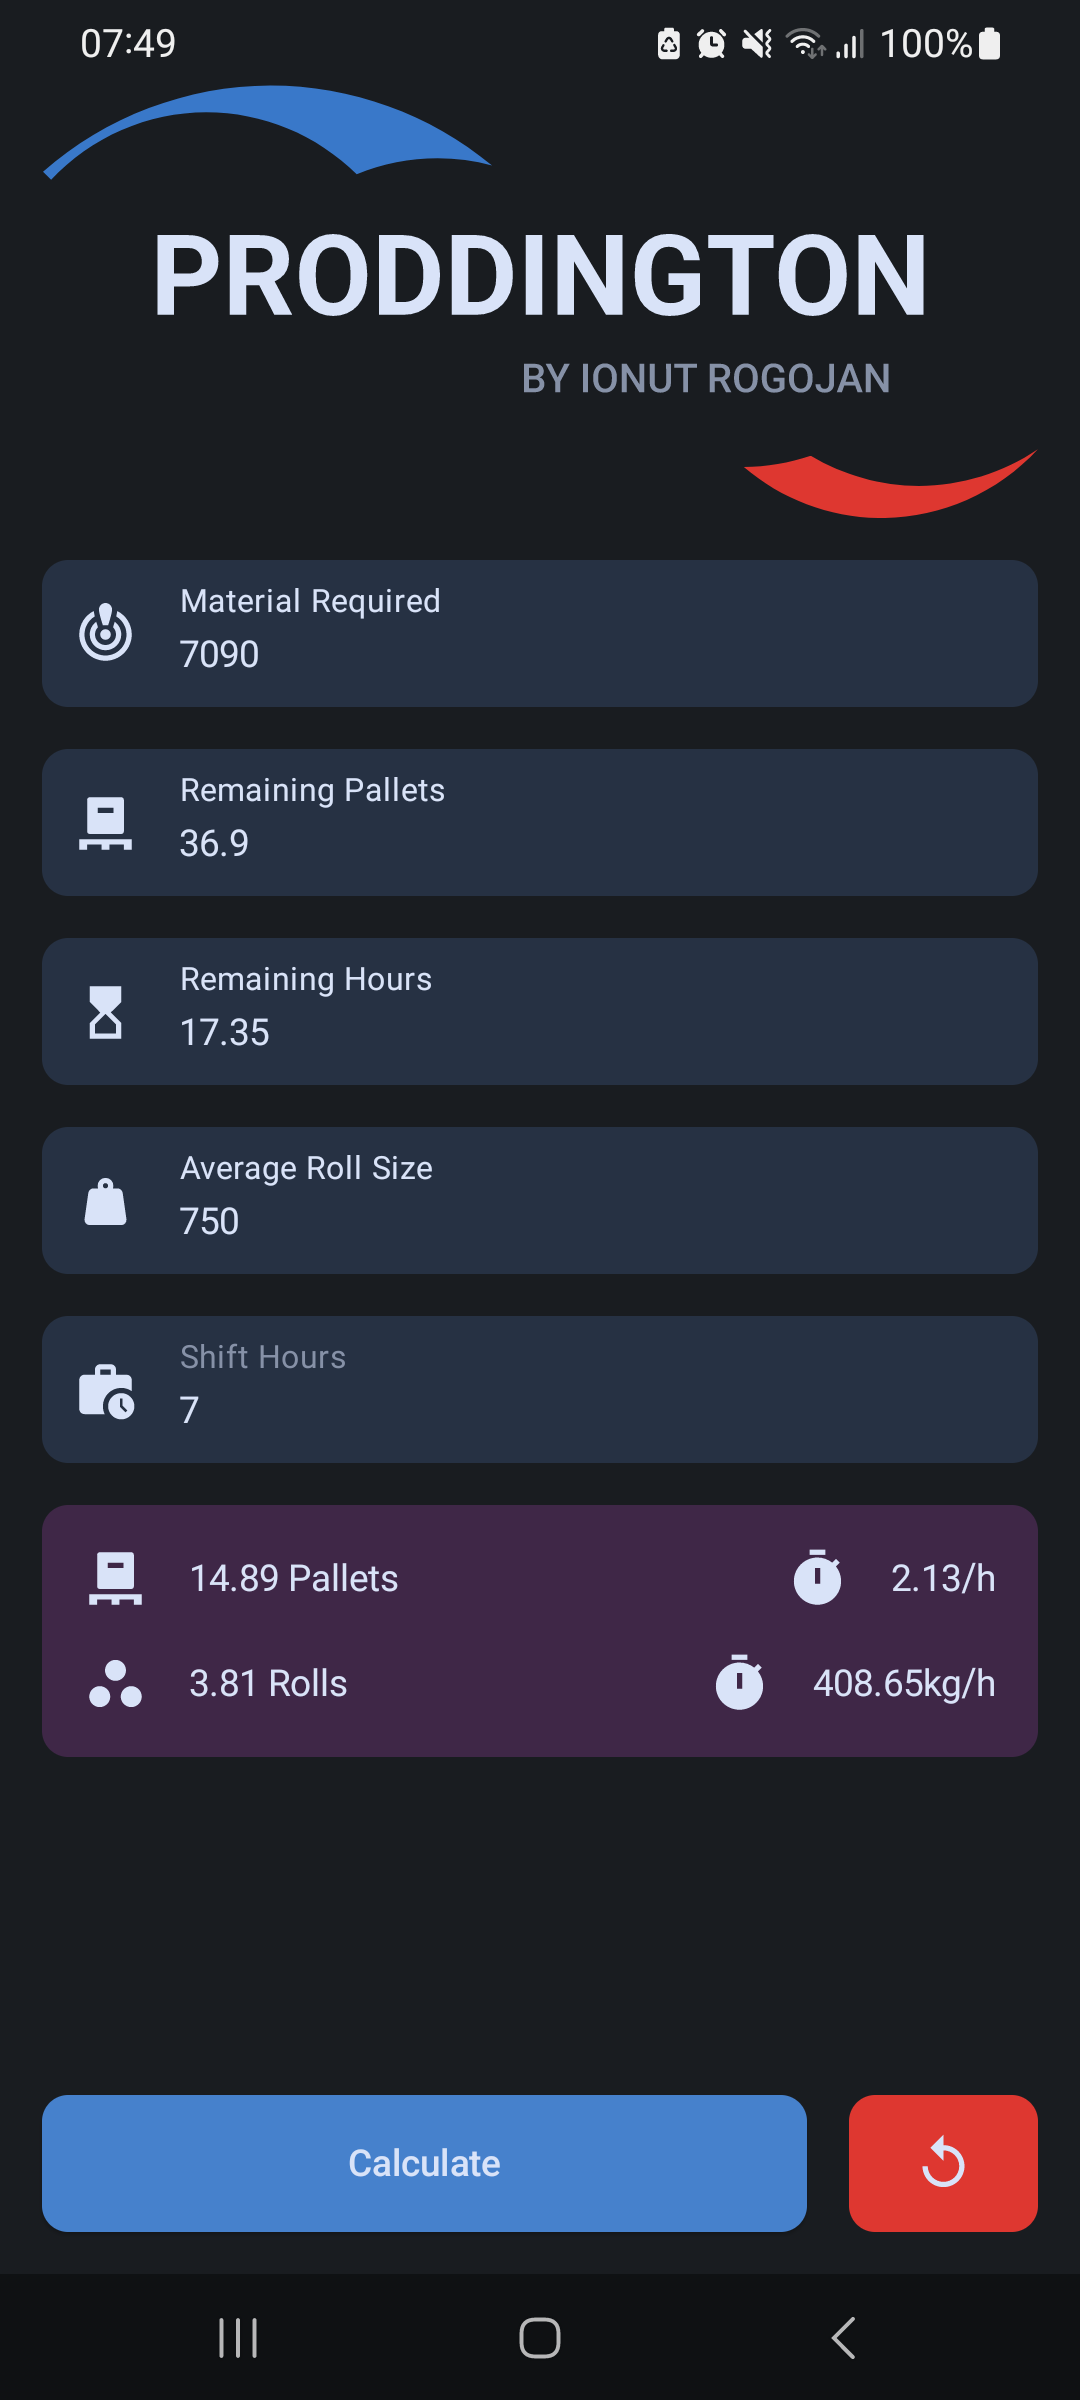 07:49 100%
PRODDINGTON
BY IONUT ROGOJAN
Material Required
7090
Remaining Pallets
36.9
Remaining Hours
17.35
Average Roll Size
750
Shift Hours
7
14.89 Pallets 2.13/h
3.81 Rolls 408.65kg/h
Calculate